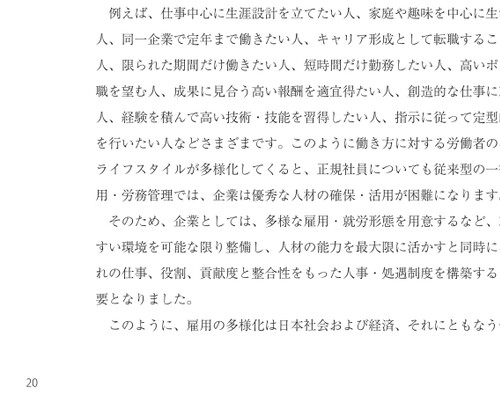 例えば、仕事中心に生涯設計を立てたい人、家庭や趣味を中心に生
人、同一企業で定年まで働きたい人、キャリア形成として転職するこ
人、限られた期間だけ働きたい人、短時間だけ勤務したい人、高いポ
職を望む人、成果に見合う高い報酬を適宜得たい人、創造的な仕事に
人、経験を積んで高い技術・技能を習得したい人、指示に従って定型
を行いたい人などさまざまです。このように働き方に対する労働者の
ライフスタイルが多様化してくると、正規社員についても従来型の一
用・労務管理では、企業は優秀な人材の確保・活用が困難になります
そのため、企業としては、多様な雇用・就労形態を用意するなど、
すい環境を可能な限り整備し、人材の能力を最大限に活かすと同時に
れの仕事、役割、貢献度と整合性をもった人事・処遇制度を構築する
要となりました。
このように、雇用の多様化は日本社会および経済、それにともなう
20